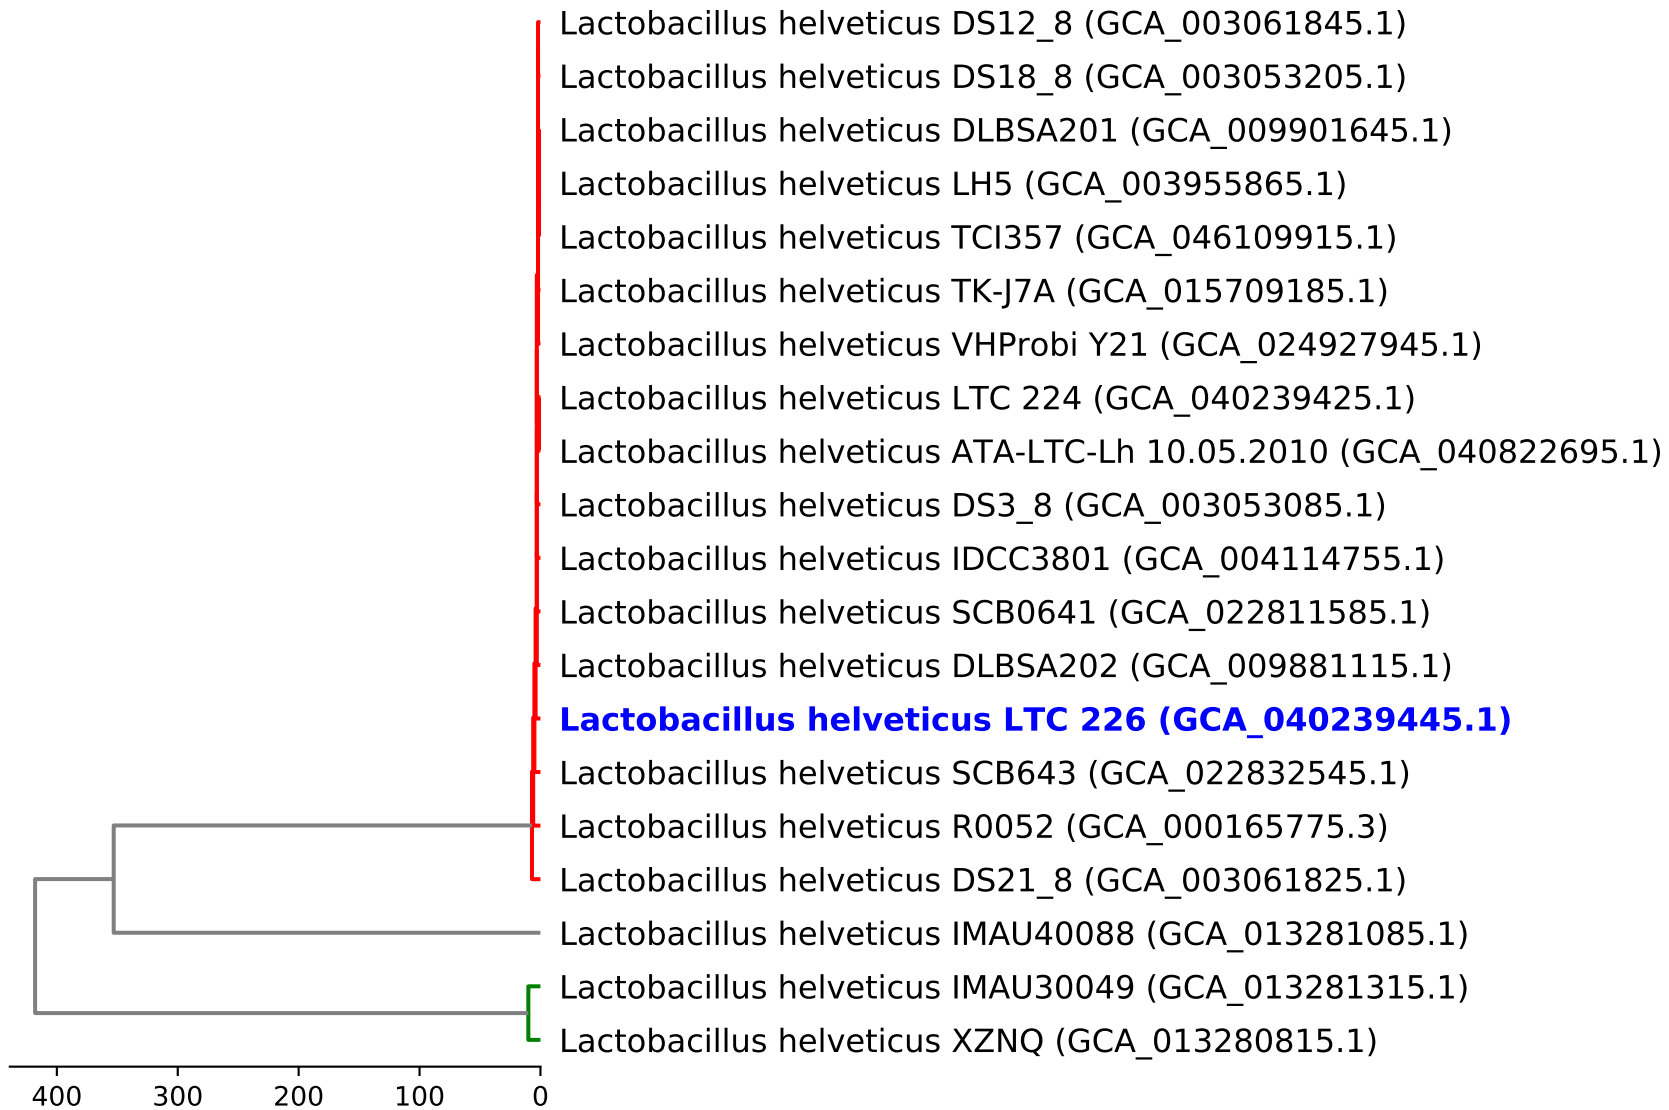 Lactobacillus helveticus DS12_8 (GCA_003061845.1)
Lactobacillus helveticus DS18_8 (GCA_003053205.1)
Lactobacillus helveticus DLBSA201 (GCA_009901645.1)
Lactobacillus helveticus LH5 (GCA_003955865.1)
Lactobacillus helveticus TCI357 (GCA_046109915.1)
Lactobacillus helveticus TK-J7A (GCA_015709185.1)
Lactobacillus helveticus VHProbi Y21 (GCA_024927945.1)
Lactobacillus helveticus LTC 224 (GCA_040239425.1)
Lactobacillus helveticus ATA-LTC-Lh 10.05.2010 (GCA_040822695.1)
Lactobacillus helveticus DS3_8 (GCA_003053085.1)
Lactobacillus helveticus IDCC3801 (GCA_004114755.1)
Lactobacillus helveticus SCB0641 (GCA_022811585.1)
Lactobacillus helveticus DLBSA202 (GCA_009881115.1)
Lactobacillus helveticus LTC 226 (GCA_040239445.1)
Lactobacillus helveticus SCB643 (GCA_022832545.1)
Lactobacillus helveticus R0052 (GCA_000165775.3)
Lactobacillus helveticus DS21_8 (GCA_003061825.1)
Lactobacillus helveticus IMAU40088 (GCA_013281085.1)
Lactobacillus helveticus IMAU30049 (GCA_013281315.1)
Lactobacillus helveticus XZNQ (GCA_013280815.1)
400 300 200 100 0